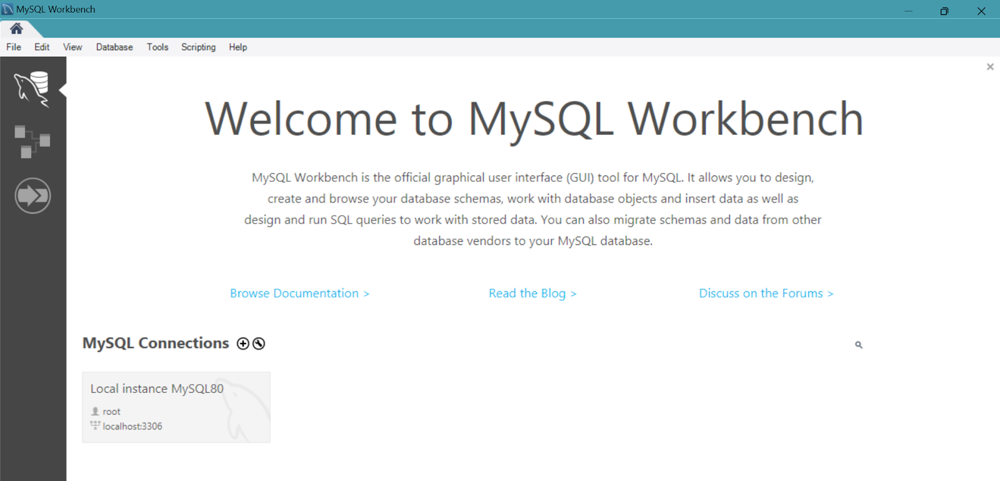 MySQL Workbench
File Edit View Database Tools Scripting Help
Welcome to MySQL Workbench
MySQL Workbench is the official graphical user interface (GUI) tool for MySQL. It allows you to design,
create and browse your database schemas, work with database objects and insert data as well as
design and run SQL queries to work with stored data. You can also migrate schemas and data from other
database vendors to your MySQL database.
Browse Documentation > Read the Blog > Discuss on the Forums >
MySQL Connections
Local instance MySQL80
root
localhost:3306